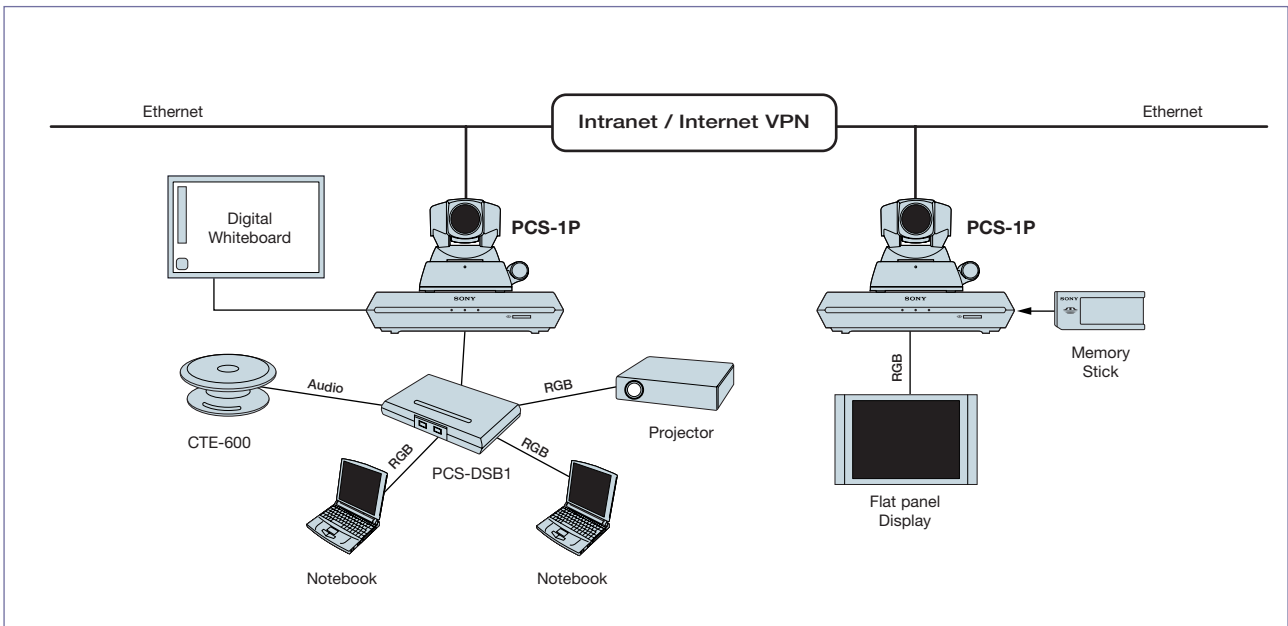 Ethernet
Intranet / Internet VPN
Ethernet
Digital
Whiteboard
PCS-1P
PCS-1P
SONY
SONY
SONY
Memory
Stick
Audio
RGB
RGB
CTE-600
Projector
RGB
RGB
PCS-DSB1
Flat panel
Display
Notebook
Notebook